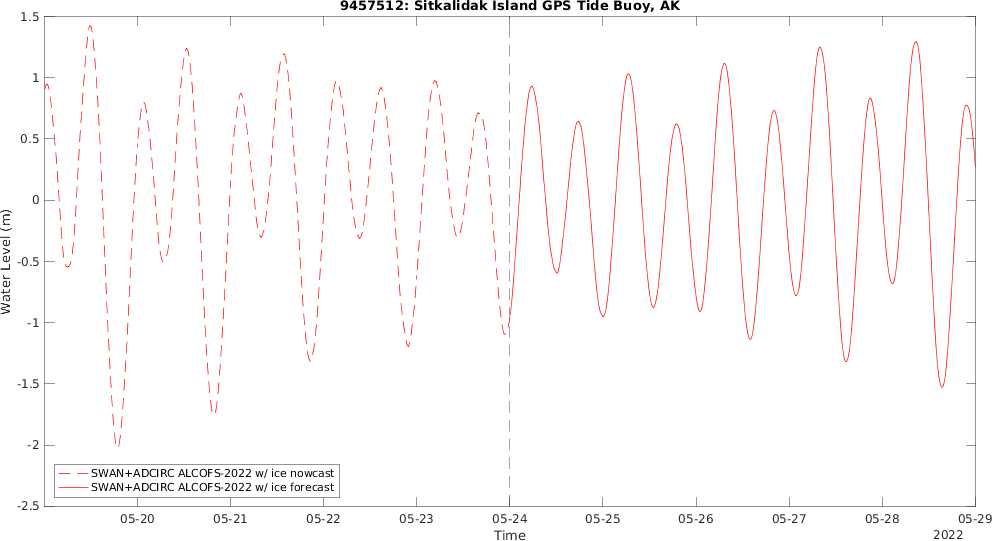 9457512: Sitkalidak Island GPS Tide Buoy, AK
1.5
1
0.5
0
-0.5
-1
-1.5
-2
-2.5
Water Level (m)
SWAN+ADCIRC ALCOFS-2022 w/ ice nowcast
SWAN+ADCIRC ALCOFS-2022 w/ ice forecast
05-20 05-21 05-22 05-23 05-24 05-25 05-26 05-27 05-28 05-29
Time
2022